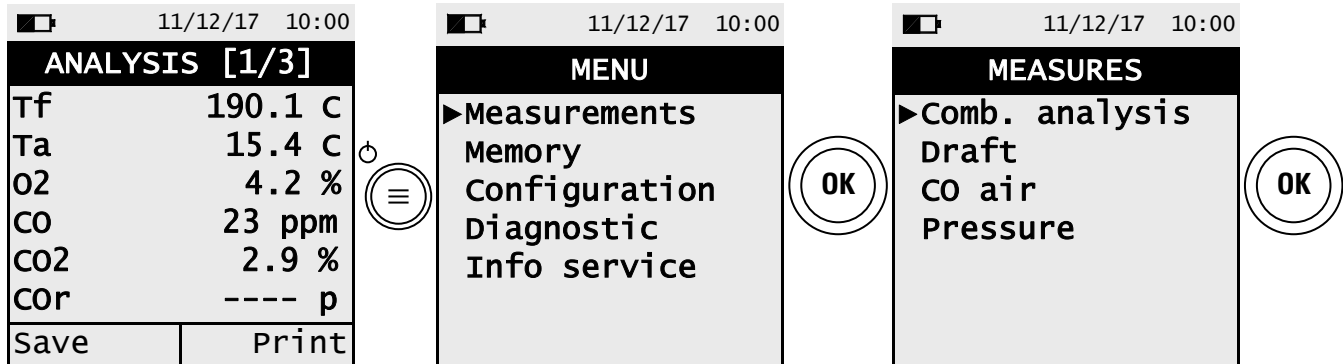 11/12/17 10:00
ANALYSIS [1/3]
Tf 190.1 C
Ta 15.4 C
O2 4.2 %
CO 23 ppm
CO2 2.9 %
COr ---- p
Save Print
11/12/17 10:00
MENU
►Measurements
Memory
Configuration
Diagnostic
Info service
OK
11/12/17 10:00
MEASURES
►Comb. analysis
Draft
CO air
Pressure
OK